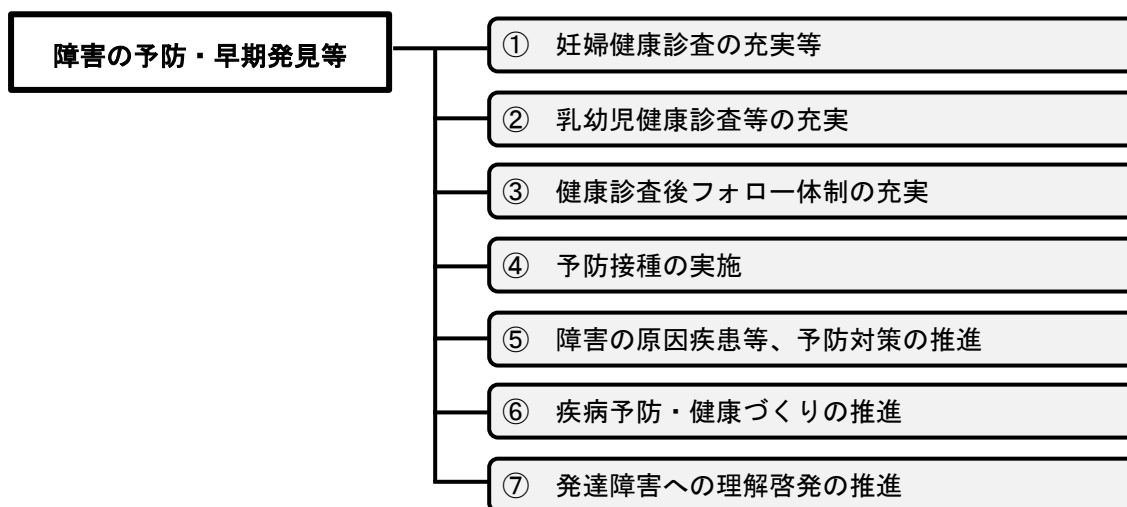 障害の予防・早期発見等
① 妊婦健康診査の充実等
② 乳幼児健康診査等の充実
③ 健康診査後フォロー体制の充実
④ 予防接種の実施
⑤ 障害の原因疾患等、予防対策の推進
⑥ 疾病予防・健康づくりの推進
⑦ 発達障害への理解啓発の推進